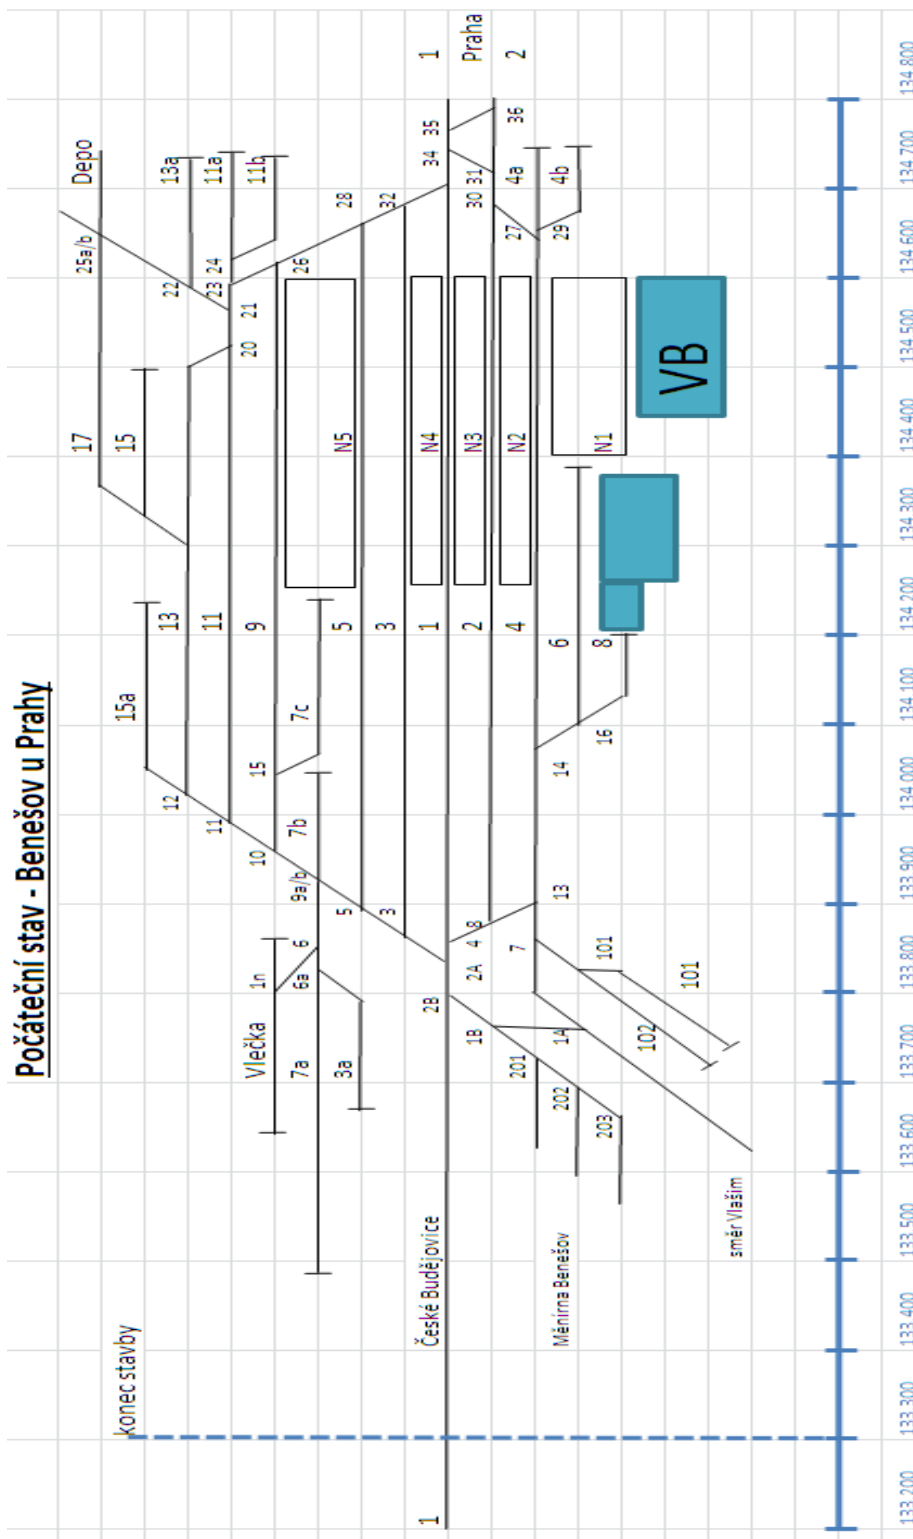 Počáteční stav - Benešov u Prahy
konec stavby
Depo
17
25a/b
15a
15
13a
22
12
13
11a
24
23
11
11
11b
21
20
Vlečka
1n
10
9
15
26
7a
6a
6
9a/b
7b
7c
3a
5
5
N5
28
3
3
32
1
České Budějovice
2B
1
N4
34
35
1
1B
2A
4
8
2
N3
30
31
Praha
201
7
4
N2
36
4a
2
27
Měnírna Benešov
202
1A
13
14
6
29
4b
203
101
16
8
N1
102
101
VB
směr Vlašim
133.200
133.300
133.400
133.500
133.600
133.700
133.800
133.900
134.000
134.100
134.200
134.300
134.400
134.500
134.600
134.700
134.800